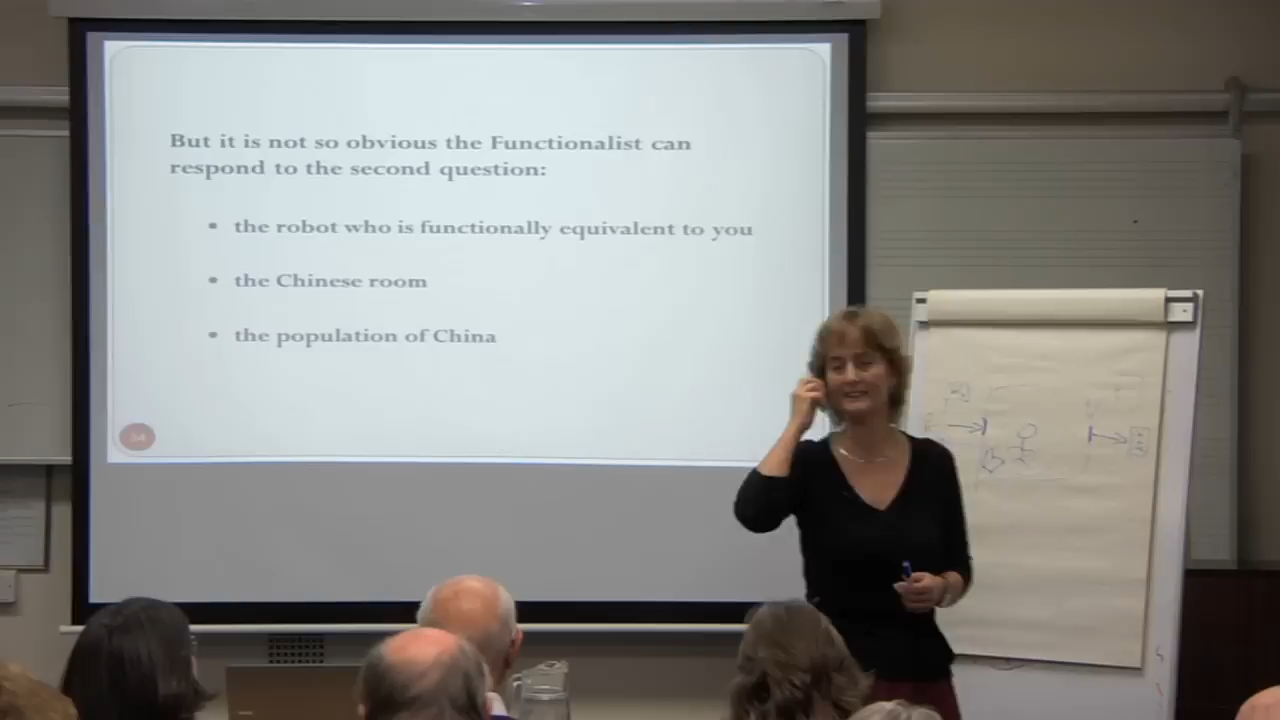 But it is not so obvious the Functionalist can
respond to the second question:
• the robot who is functionally equivalent to you
• the Chinese room
• the population of China
34